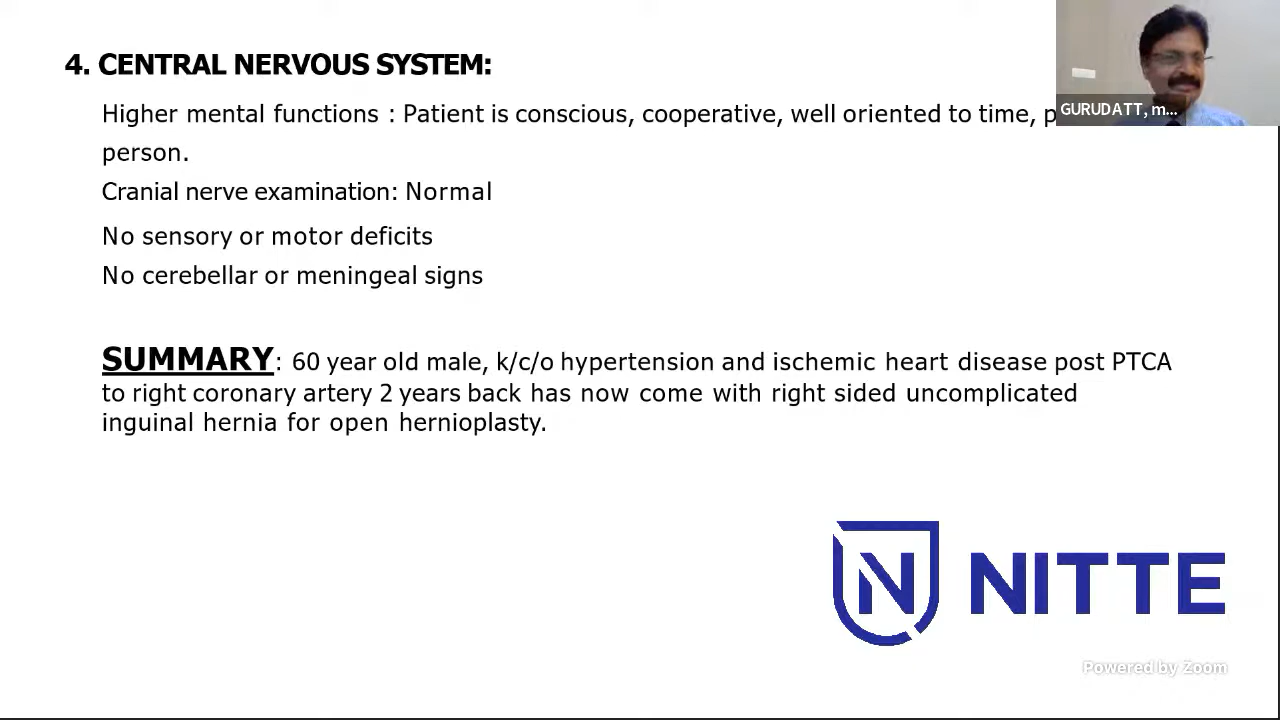 4. CENTRAL NERVOUS SYSTEM:
Higher mental functions : Patient is conscious, cooperative, well oriented to time,
person.
Cranial nerve examination: Normal
No sensory or motor deficits
No cerebellar or meningeal signs
SUMMARY: 60 year old male, k/c/o hypertension and ischemic heart disease post PTCA
to right coronary artery 2 years back has now come with right sided uncomplicated
inguinal hernia for open hernioplasty.
GURUDATT, m...
N NITTE
Powered by Zoom